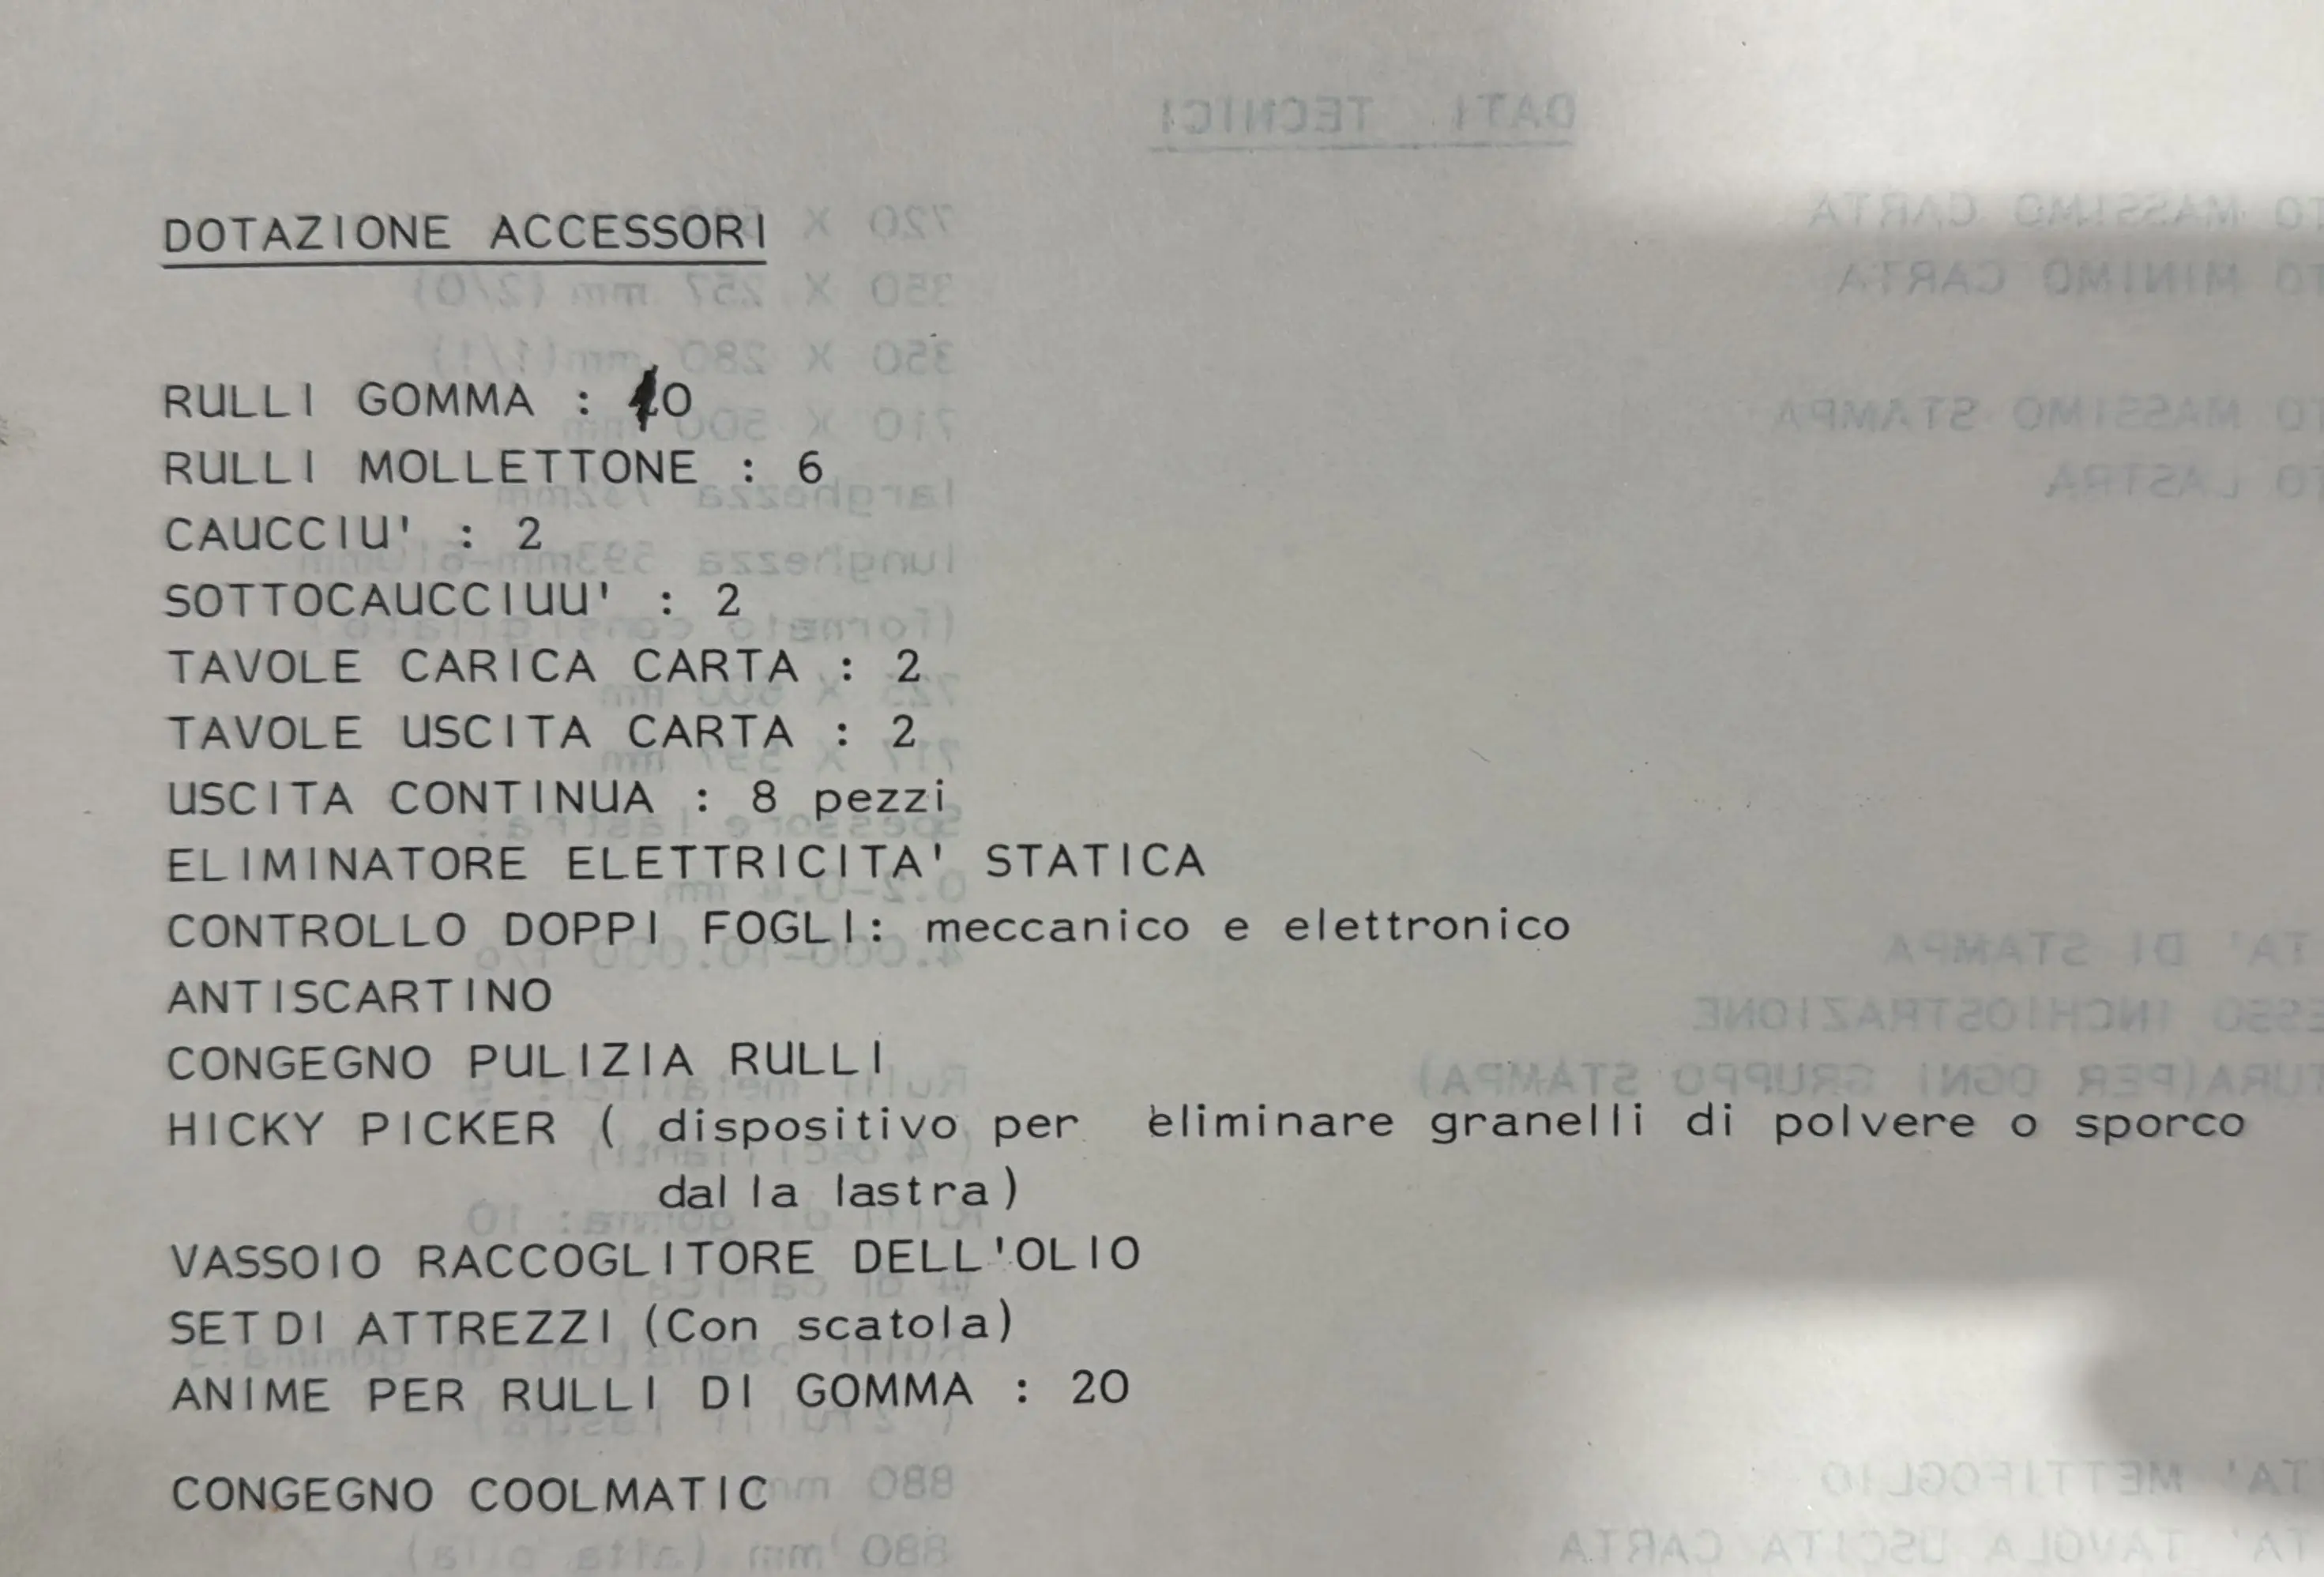 DOTAZIONE ACCESSORI
RULLI GOMMA :
RULLI MOLLETTONE : 6
CAUCCIU' : 2
SOTTOCAUCCIUU' : 2
TAVOLE CARICA CARTA : 2
TAVOLE USCITA CARTA : 2
USCITA CONTINUA : 8 pezzi
ELIMINATORE ELETTRICITA' STATICA
CONTROLLO DOPPI FOGLI: meccanico e elettronico
ANTISCARTINO
CONGEGNO PULIZIA RULLI
HICKY PICKER ( dispositivo per eliminare granelli di polvere o sporco
dalla lastra)
VASSOIO RACCOGLITORE DELL'OLIO
SET DI ATTREZZI (Con scatola)
ANIME PER RULLI DI GOMMA : 20
CONGEGNO COOLMATIC